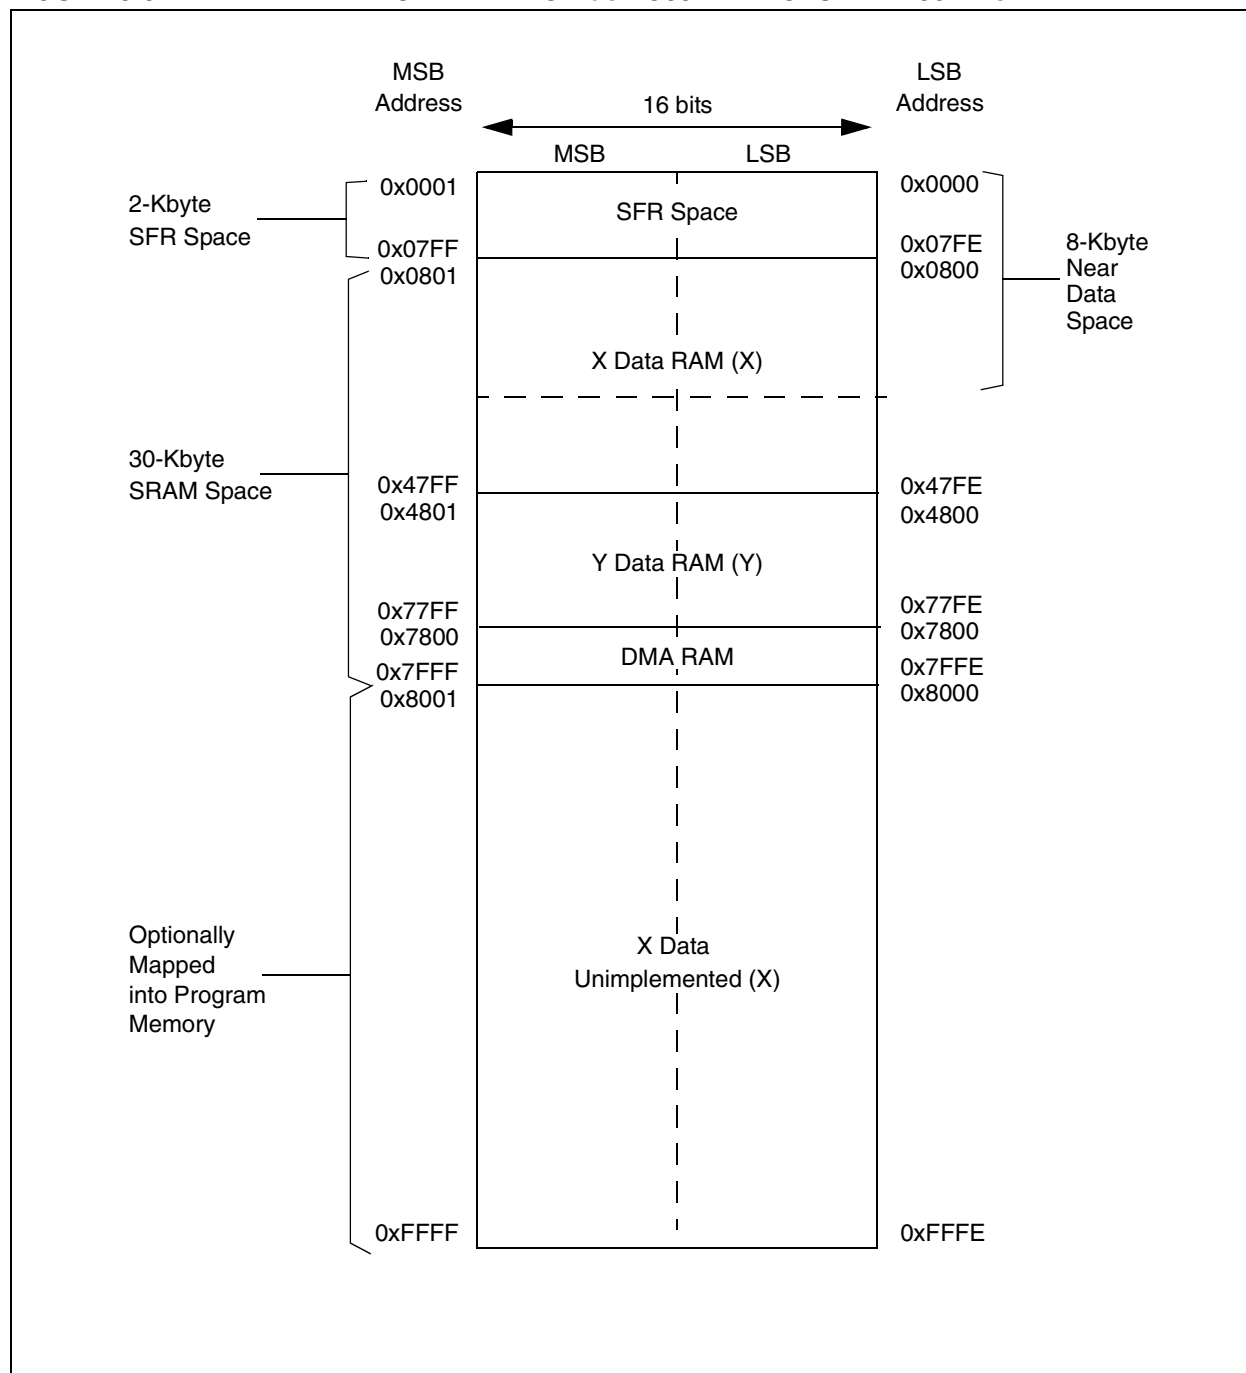 MSB
Address
LSB
Address
16 bits
MSB
LSB
0x0001
0x0000
2-Kbyte
SFR Space
SFR Space
0x07FF
0x07FE
0x0801
0x0800
8-Kbyte
Near
Data
Space
X Data RAM (X)
30-Kbyte
SRAM Space
0x47FF
0x47FE
0x4801
0x4800
Y Data RAM (Y)
0x77FF
0x77FE
0x7800
0x7800
DMA RAM
0x7FFF
0x7FFE
0x8001
0x8000
Optionally
Mapped
into Program
Memory
X Data
Unimplemented (X)
0xFFFF
0xFFFE